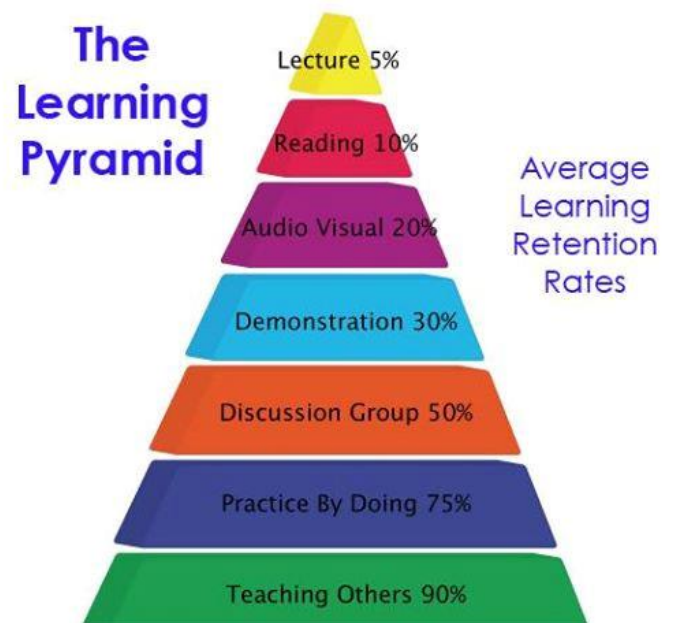 The
Learning
Pyramid
Average
Learning
Retention
Rates
Lecture 5%
Reading 10%
Audio Visual 20%
Demonstration 30%
Discussion Group 50%
Practice By Doing 75%
Teaching Others 90%